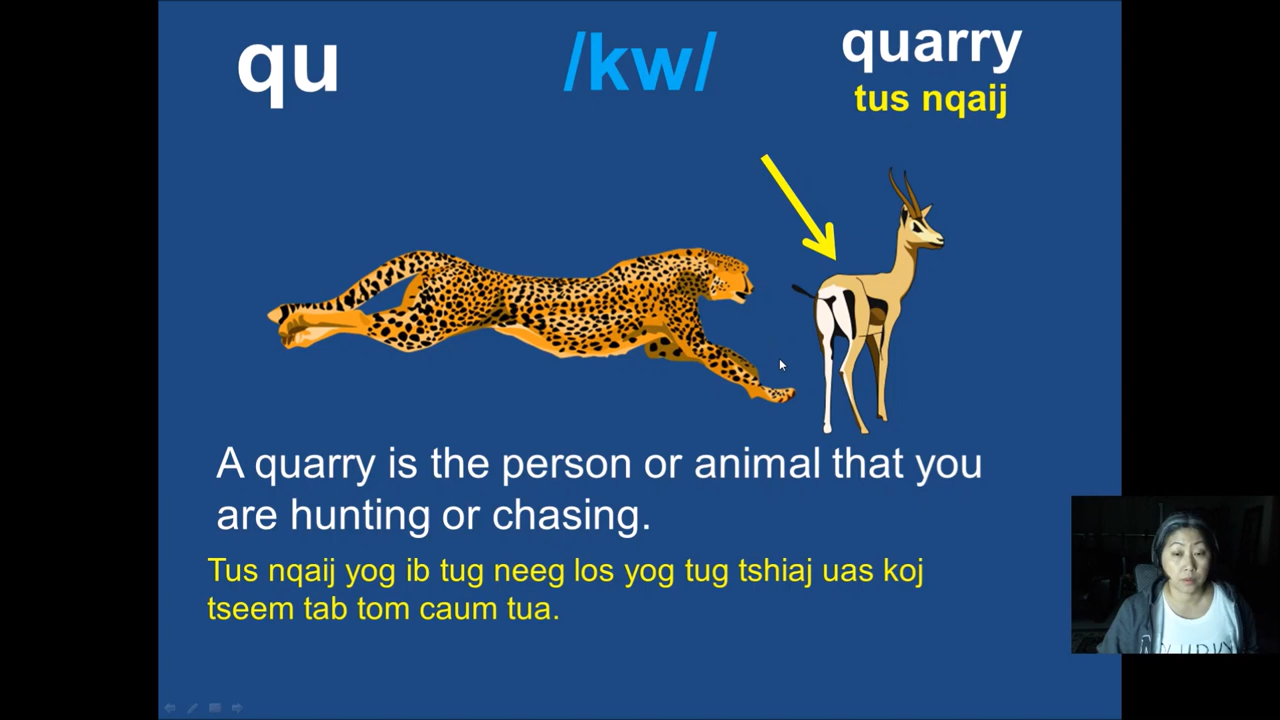 qu
/kw/
quarry
tus nqaij
A quarry is the person or animal that you
are hunting or chasing.
Tus nqaij yog ib tug neeg los yog tug tshiaj uas koj
tseem tab tom caum tua.